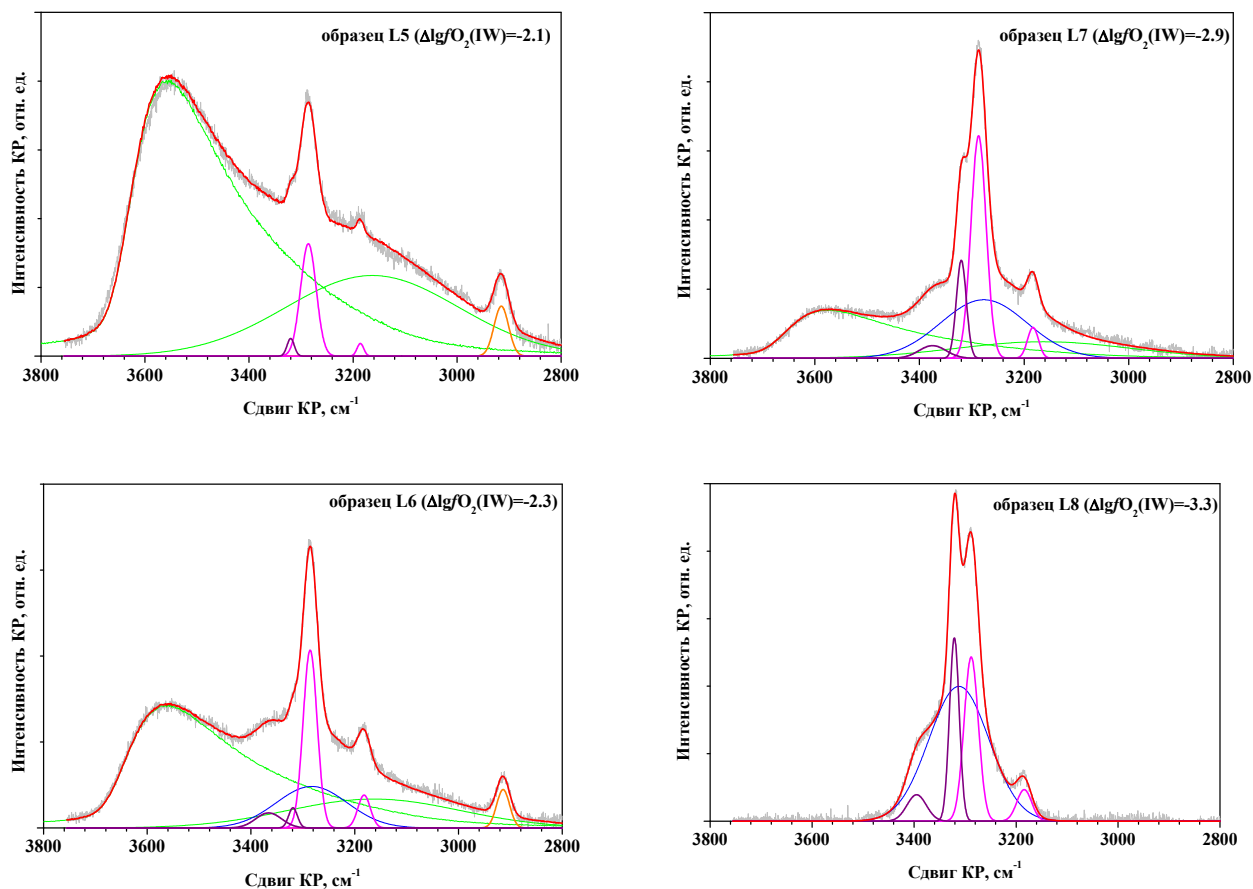 образец L5 (ΔlgfO₂(IW)=-2.1)
Интенсивность КР, отн. ед.
3800 3600 3400 3200 3000 2800
Сдвиг КР, см⁻¹
образец L7 (ΔlgfO₂(IW)=-2.9)
Интенсивность КР, отн. ед.
3800 3600 3400 3200 3000 2800
Сдвиг КР, см⁻¹
образец L6 (ΔlgfO₂(IW)=-2.3)
Интенсивность КР, отн. ед.
3800 3600 3400 3200 3000 2800
Сдвиг КР, см⁻¹
образец L8 (ΔlgfO₂(IW)=-3.3)
Интенсивность КР, отн. ед.
3800 3600 3400 3200 3000 2800
Сдвиг КР, см⁻¹